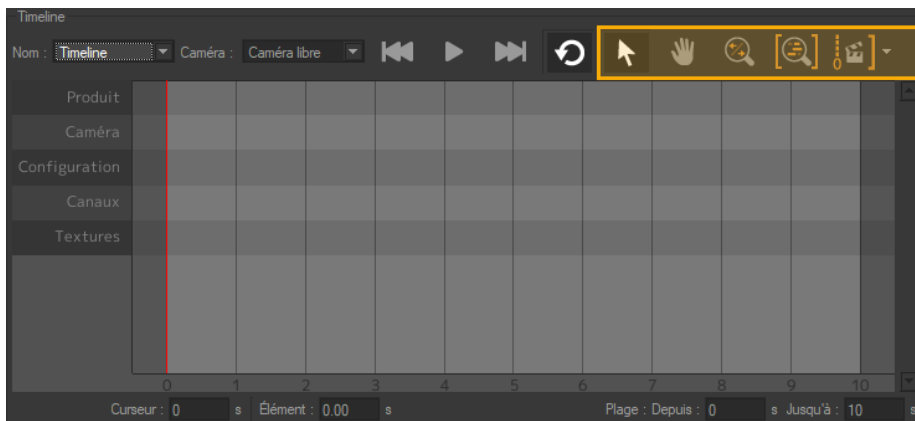 Timeline
Nom : Timeline Caméra : Caméra libre
0
Produit
Caméra
Configuration
Canaux
Textures
0 1 2 3 4 5 6 7 8 9 10
Curseur : 0 s Élément : 0.00 s Plage : Depuis : 0 s Jusqu'à : 10 s